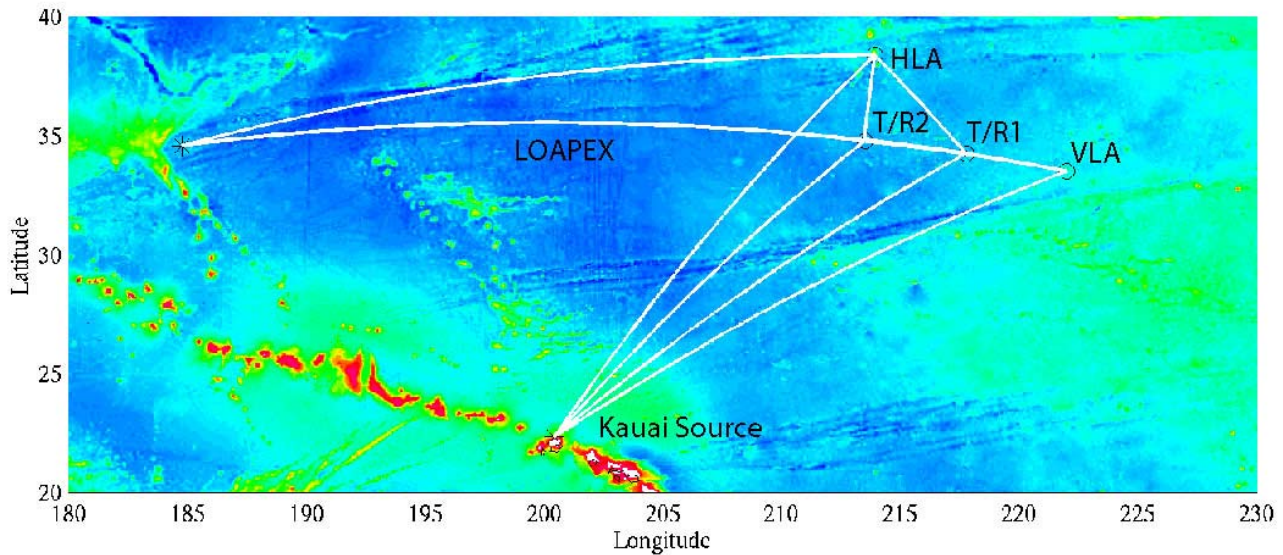 40
HLA
35
T/R2
T/R1
LOAPEX
VLA
Latitude
30
25
Kauai Source
20
180 185 190 195 200 205 210 215 220 225 230
Longitude